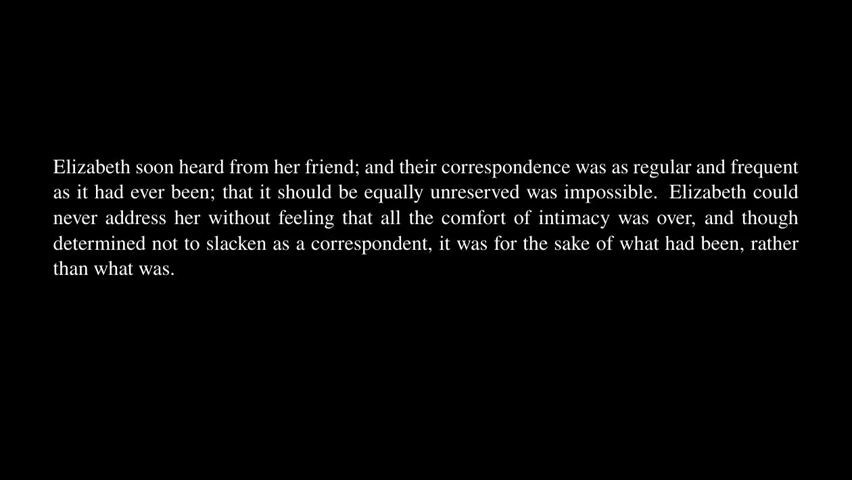 Elizabeth soon heard from her friend; and their correspondence was as regular and frequent
as it had ever been; that it should be equally unreserved was impossible. Elizabeth could
never address her without feeling that all the comfort of intimacy was over, and though
determined not to slacken as a correspondent, it was for the sake of what had been, rather
than what was.